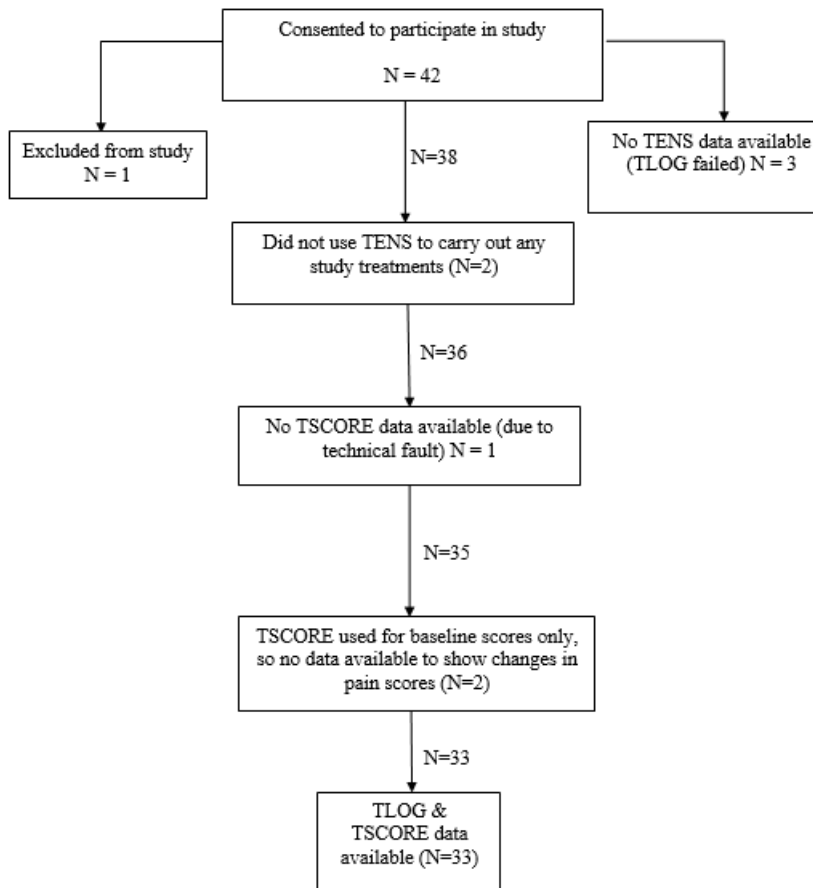 Consented to participate in study
N = 42
Excluded from study
N = 1
N=38
No TENS data available
(TLOG failed) N = 3
Did not use TENS to carry out any
study treatments (N=2)
N=36
No TSCORE data available (due to
technical fault) N = 1
N=35
TSCORE used for baseline scores only,
so no data available to show changes in
pain scores (N=2)
N=33
TLOG &
TSCORE data
available (N=33)